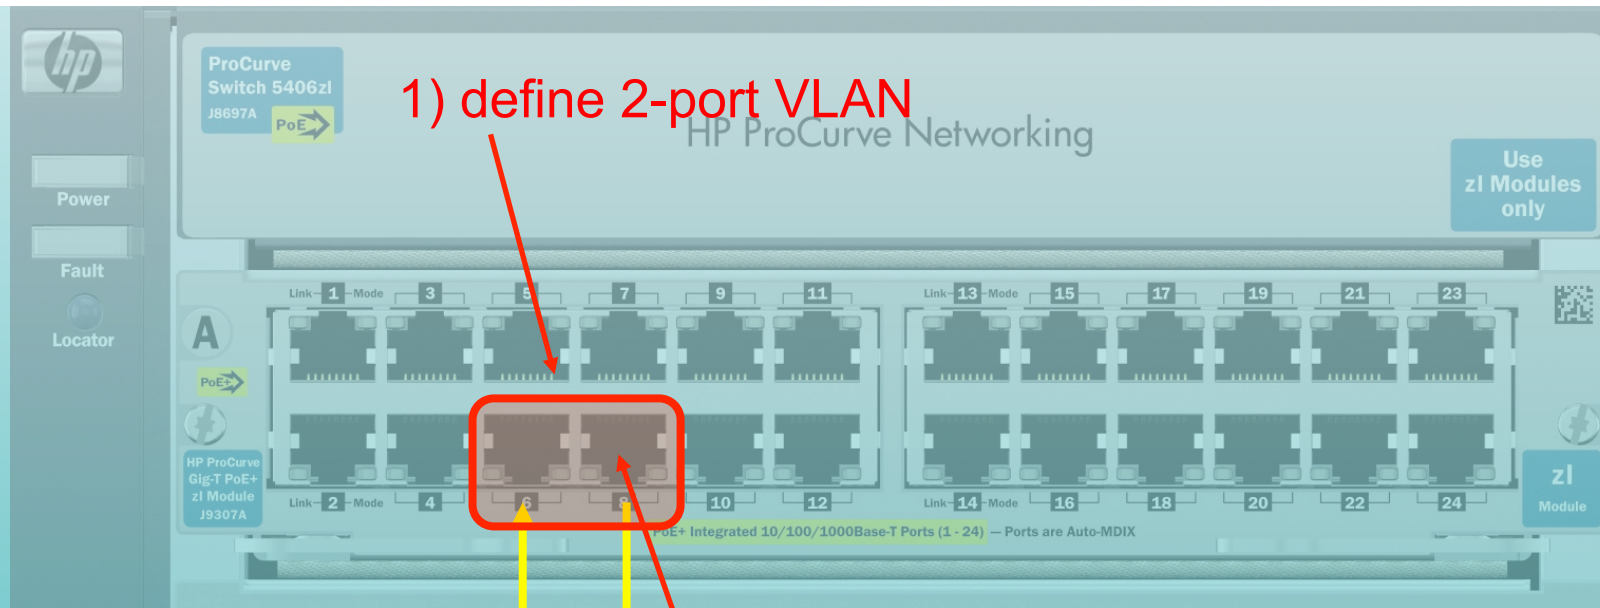 hp
ProCurve
Switch 5406zl
J8697A
PoE
1) define 2-port VLAN
HP ProCurve Networking
Use
zl Modules
only
Power
Fault
Locator
Link 1 Mode 3 5 7 9 11 Link 13 Mode 15 17 19 21 23
A
PoE+
HP ProCurve
Gig-T PoE+
zl Module
J9307A
Link 2 Mode 4 6 8 10 12 Link 14 Mode 16 18 20 22 24
zl
Module
PoE+ Integrated 10/100/1000Base-T Ports (1 - 24) — Ports are Auto-MDIX